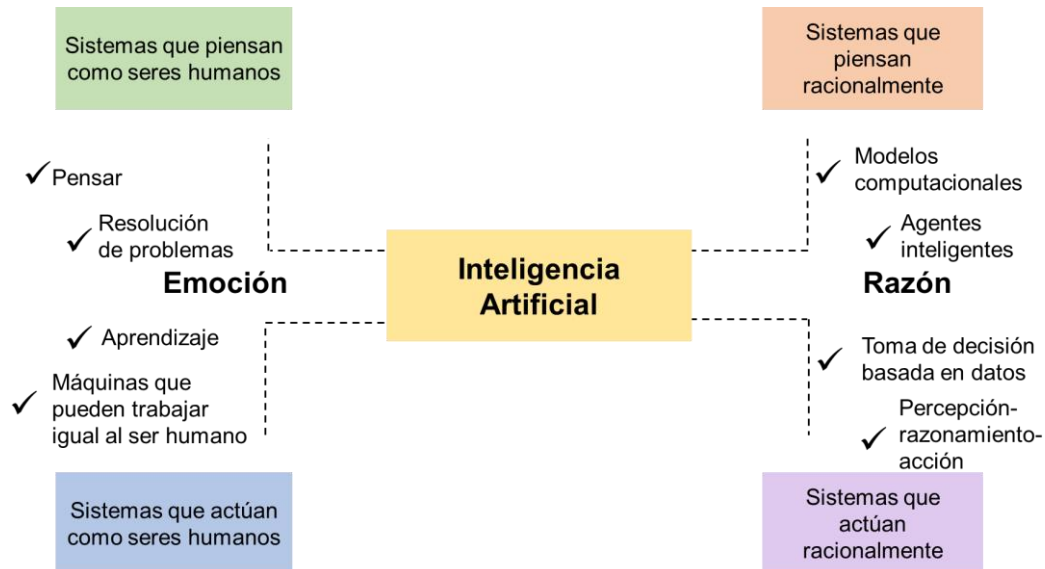 Sistemas que piensan
como seres humanos
Sistemas que
piensan
racionalmente
Pensar
Resolución
de problemas
Emoción
Aprendizaje
Máquinas que
pueden trabajar
igual al ser humano
Inteligencia
Artificial
Modelos
computacionales
Agentes
inteligentes
Razón
Toma de decisión
basada en datos
Percepción-
razonamiento-
acción
Sistemas que actúan
como seres humanos
Sistemas que
actúan
racionalmente